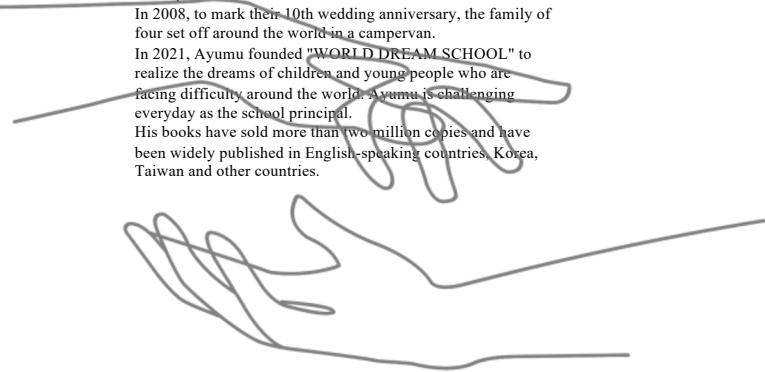 In 2008, to mark their 10th wedding anniversary, the family of
four set off around the world in a campervan.
In 2021, Ayumu founded "WORLD DREAM SCHOOL" to
realize the dreams of children and young people who are
facing difficulty around the world. Ayumu is challenging
everyday as the school principal.
His books have sold more than two million copies and have
been widely published in English-speaking countries, Korea,
Taiwan and other countries.